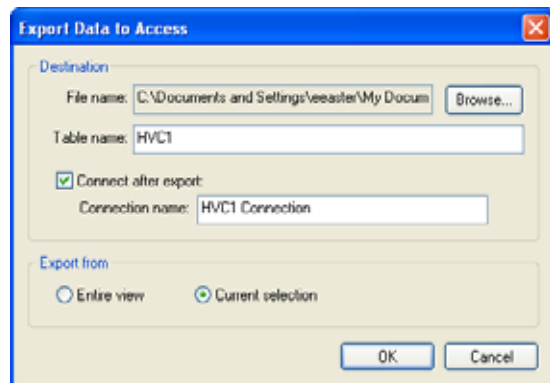 Export Data to Access
Destination
File name: C:\Documents and Settings\eeaster\My Docum Browse...
Table name: HVC1
Connect after export:
Connection name: HVC1 Connection
Export from
Entire view Current selection
OK Cancel